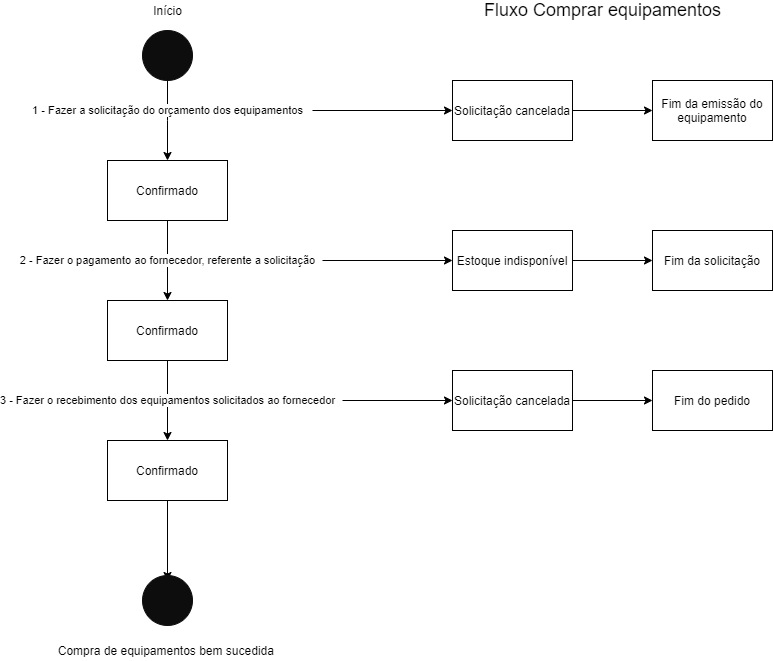 Início
Fluxo Comprar equipamentos
1 - Fazer a solicitação do orçamento dos equipamentos
Solicitação cancelada
Fim da emissão do
equipamento
Confirmado
2 - Fazer o pagamento ao fornecedor, referente a solicitação
Estoque indisponível
Fim da solicitação
Confirmado
3 - Fazer o recebimento dos equipamentos solicitados ao fornecedor
Solicitação cancelada
Fim do pedido
Confirmado
Compra de equipamentos bem sucedida